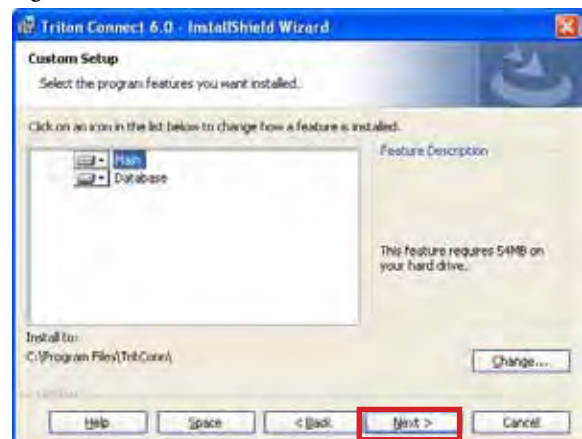 Triton Connect 6.0 - InstallShield Wizard
Custom Setup
Select the program features you want installed.
Click on an icon in the list below to change how a feature is installed.
Main
Database
Feature Description
This feature requires 54MB on
your hard drive.
Install to:
C:\Program Files\TritConn\
Change...
Help
Space
< Back
Next >
Cancel